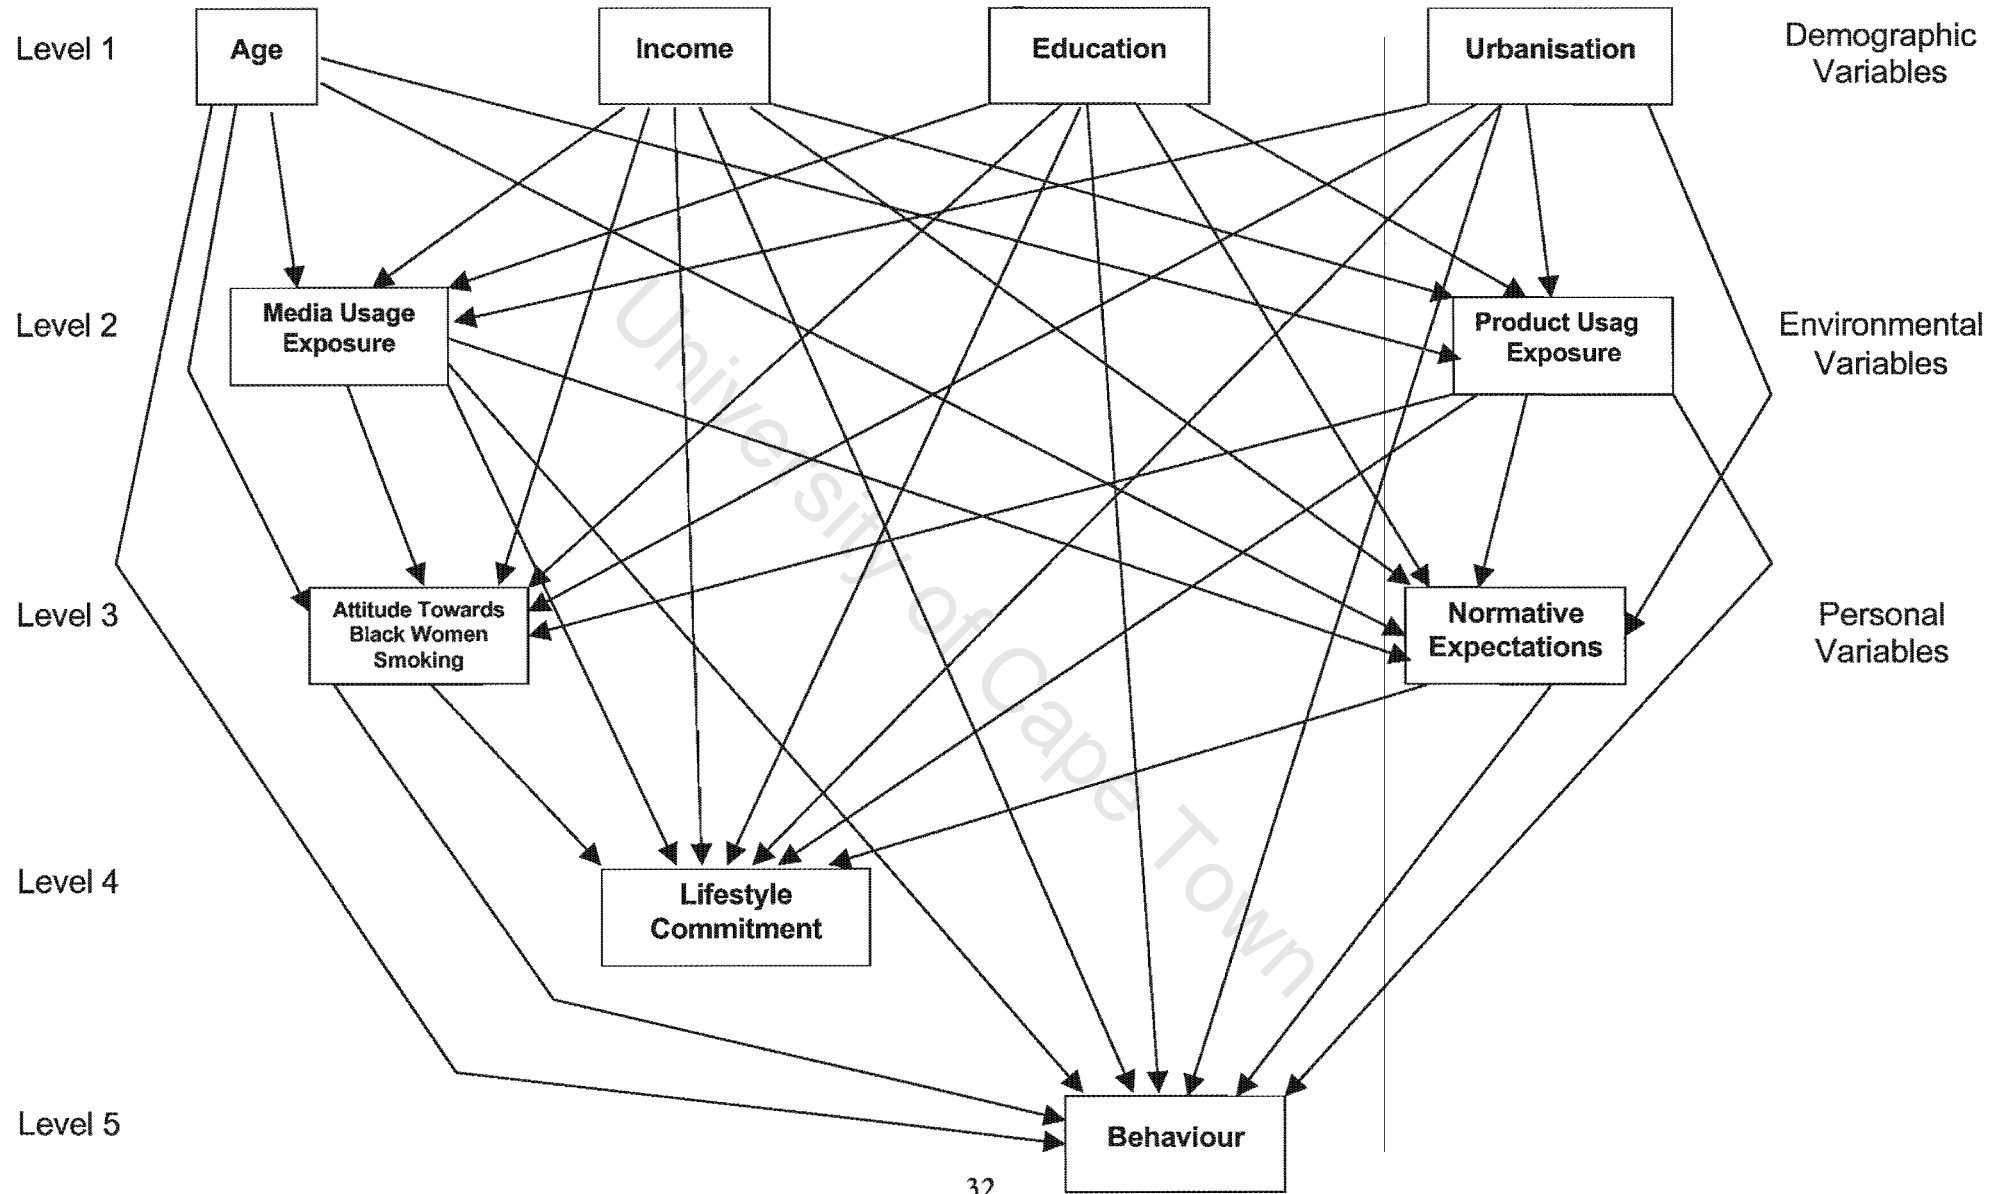 Level 1
Age
Income
Education
Urbanisation
Demographic
Variables
Level 2
Media Usage
Exposure
Product Usag
Exposure
Environmental
Variables
Level 3
Attitude Towards
Black Women
Smoking
Normative
Expectations
Personal
Variables
Level 4
Lifestyle
Commitment
Level 5
Behaviour
University of Cape Town
32